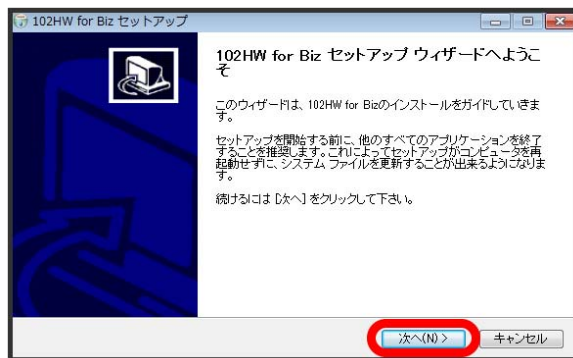 102HW for Biz セットアップ
102HW for Biz セットアップ ウィザードへようこ
そ
このウィザードは、102HW for Bizのインストールをガイドしていきま
す。
セットアップを開始する前に、他のすべてのアプリケーションを終了
することを推奨します。これによってセットアップがコンピュータを再
起動せずに、システム ファイルを更新することが出来るようになりま
す。
続けるには [次へ] をクリックして下さい。
次へ(N) >
キャンセル